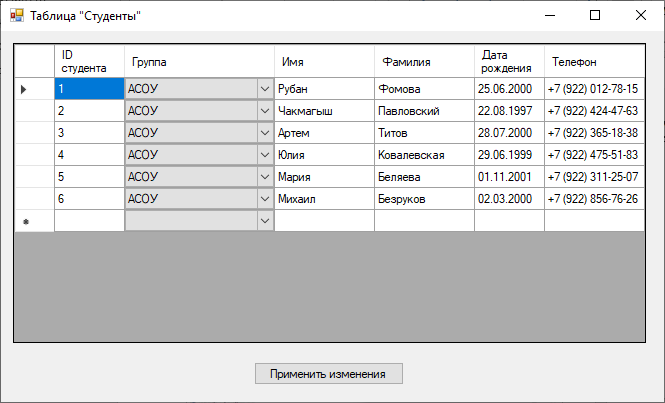 Таблица "Студенты"
ID студента Группа Имя Фамилия Дата рождения Телефон
1 АСОУ Рубан Фомова 25.06.2000 +7 (922) 012-78-15
2 АСОУ Чакмагыш Павловский 22.08.1997 +7 (922) 424-47-63
3 АСОУ Артем Титов 28.07.2000 +7 (922) 365-18-38
4 АСОУ Юлия Ковалевская 29.06.1999 +7 (922) 475-51-83
5 АСОУ Мария Беляева 01.11.2001 +7 (922) 311-25-07
6 АСОУ Михаил Безруков 02.03.2000 +7 (922) 856-76-26
Применить изменения